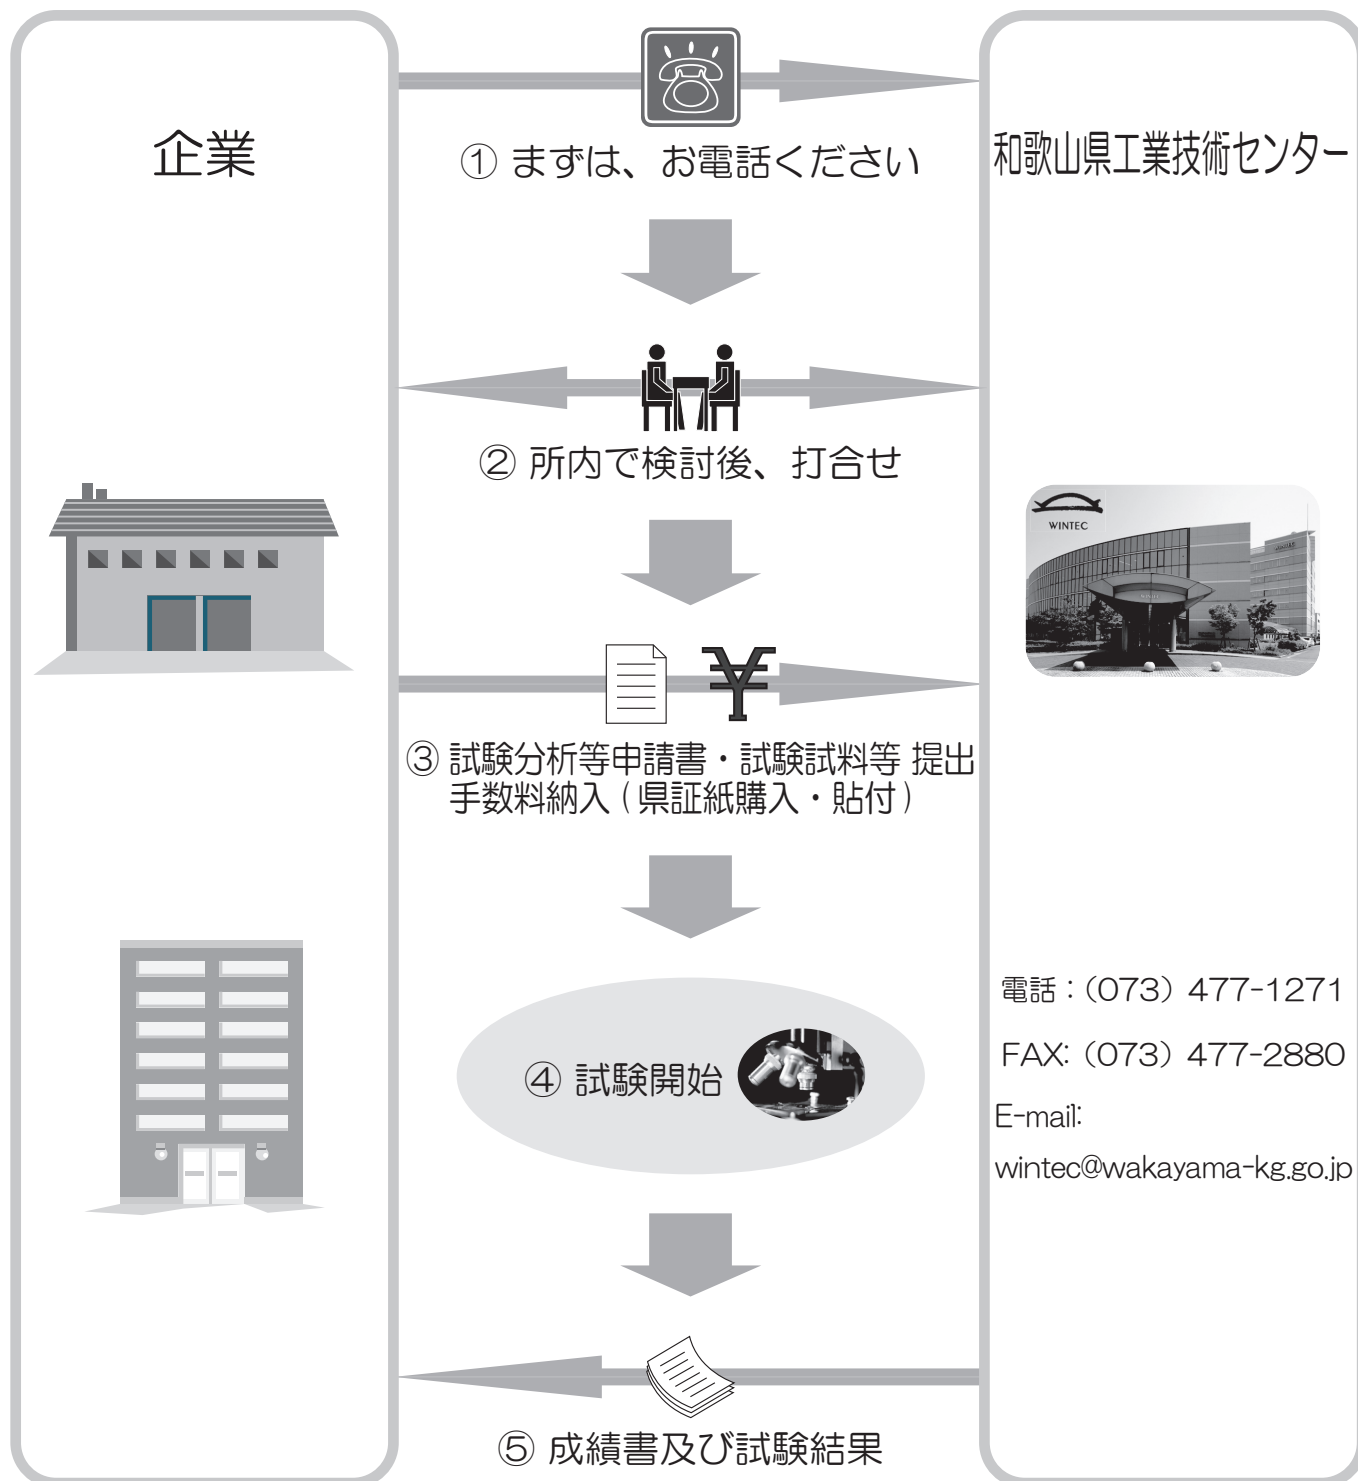 企業
① まずは、お電話ください
和歌山県工業技術センター
② 所内で検討後、打合せ
WINTEC
③ 試験分析等申請書・試験試料等 提出
手数料納入(県証紙購入・貼付)
④ 試験開始
電話：(073) 477-1271
FAX: (073) 477-2880
E-mail:
wintec@wakayama-kg.go.jp
⑤ 成績書及び試験結果